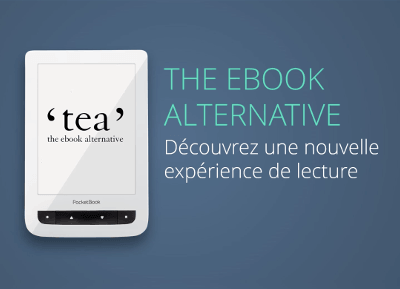 ‘tea’
the ebook alternative
PocketBook
THE EBOOK
ALTERNATIVE
Découvrez une nouvelle
expérience de lecture